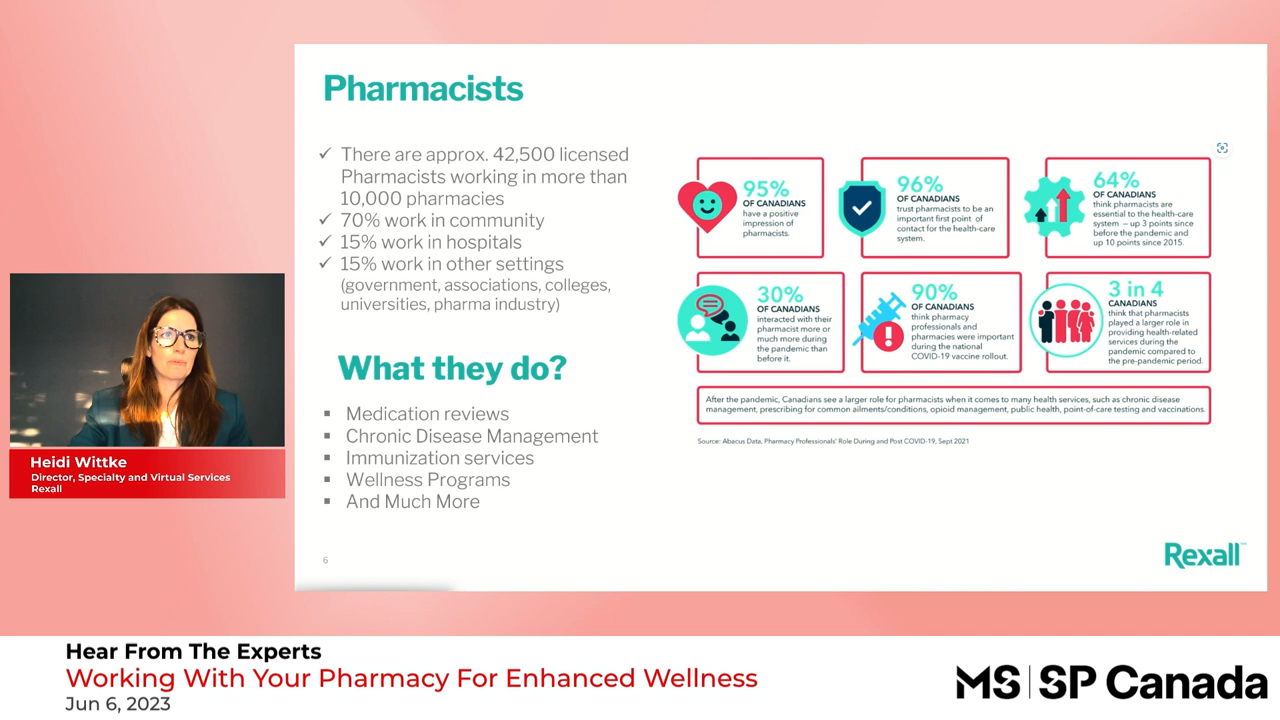 Pharmacists
✓ There are approx. 42,500 licensed
Pharmacists working in more than
10,000 pharmacies
✓ 70% work in community
✓ 15% work in hospitals
✓ 15% work in other settings
(government, associations, colleges,
universities, pharma industry)
What they do?
▪ Medication reviews
▪ Chronic Disease Management
▪ Immunization services
▪ Wellness Programs
▪ And Much More
95%
OF CANADIANS
have a positive
impression of
pharmacists.
96%
OF CANADIANS
trust pharmacists to be an
important first point of
contact for the health-care
system.
64%
OF CANADIANS
think pharmacists are
essential to the health-care
system – up 3 points since
before the pandemic and
up 10 points since 2015.
30%
OF CANADIANS
interacted with their
pharmacist more or
much more during
the pandemic than
before it.
90%
OF CANADIANS
think pharmacy
professionals and
pharmacies were important
during the national
COVID-19 vaccine rollout.
3 in 4
CANADIANS
think that pharmacists
played a larger role in
providing health-related
services during the
pandemic compared to
the pre-pandemic period.
After the pandemic, Canadians see a larger role for pharmacists when it comes to many health services, such as chronic disease
management, prescribing for common ailments/conditions, opioid management, public health, point-of-care testing and vaccinations.
Source: Abacus Data, Pharmacy Professionals' Role During and Post COVID-19, Sept 2021
6
Rexall™
Heidi Wittke
Director, Specialty and Virtual Services
Rexall
Hear From The Experts
Working With Your Pharmacy For Enhanced Wellness
Jun 6, 2023
MS | SP Canada